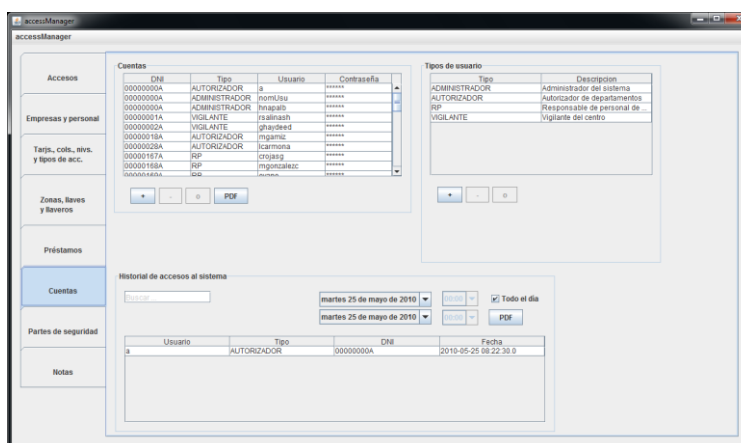 accessManager
accessManager
Accesos
Empresas y personal
Tarjs., cols., nivs.
y tipos de acc.
Zonas, llaves
y llaveros
Préstamos
Cuentas
Partes de seguridad
Notas
Cuentas
DNI Tipo Usuario Contraseña
00000000A AUTORIZADOR a ******
00000000A ADMINISTRADOR nomUsu ******
00000000A ADMINISTRADOR hnapalb ******
00000001A VIGILANTE rsalinash ******
00000002A VIGILANTE ghaydeed ******
00000018A AUTORIZADOR mgamiz ******
00000028A AUTORIZADOR lcarmona ******
00000167A RP crojasg ******
00000168A RP mgonzalezc ******
00000169A RP ******
+ - PDF
Tipos de usuario
Tipo Descripcion
ADMINISTRADOR Administrador del sistema
AUTORIZADOR Autorizador de departamentos
RP Responsable de personal de ...
VIGILANTE Vigilante del centro
+ -
Historial de accesos al sistema
Buscar...
martes 25 de mayo de 2010 00:00 Todo el día
martes 25 de mayo de 2010 00:00 PDF
Usuario Tipo DNI Fecha
a AUTORIZADOR 00000000A 2010-05-25 08:22:30.0